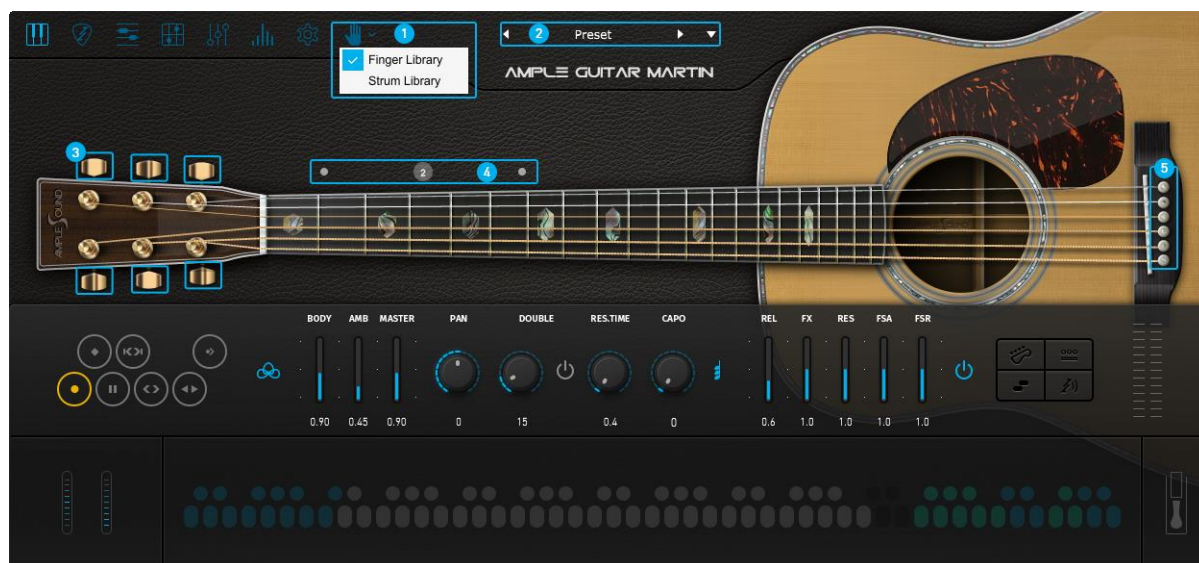 1
Finger Library
Strum Library
2
Preset
AMPLE GUITAR MARTIN
3
2
4
5
AMPLE SOUND
BODY
AMB
MASTER
PAN
DOUBLE
RES.TIME
CAPO
REL
FX
RES
FSA
FSR
0.90
0.45
0.90
0
15
0.4
0
0.6
1.0
1.0
1.0
1.0